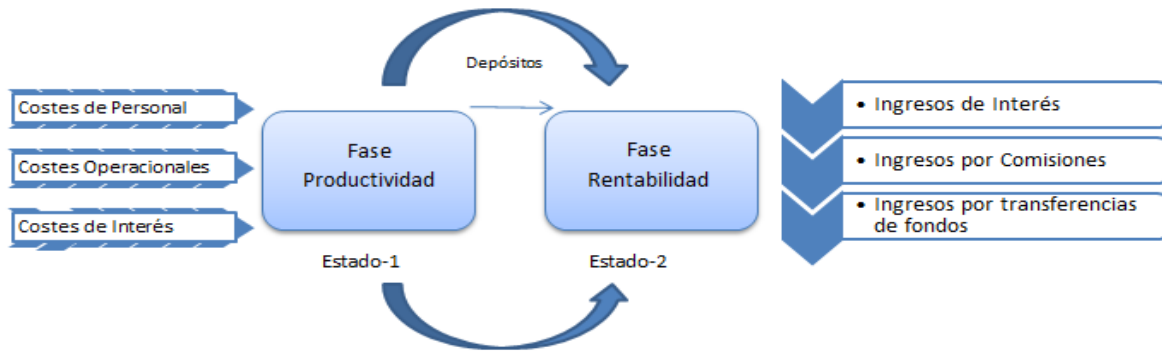 Depósitos
Costes de Personal
Costes Operacionales
Costes de Interés
Fase
Productividad
Fase
Rentabilidad
• Ingresos de Interés
• Ingresos por Comisiones
• Ingresos por transferencias
de fondos
Estado-1
Estado-2